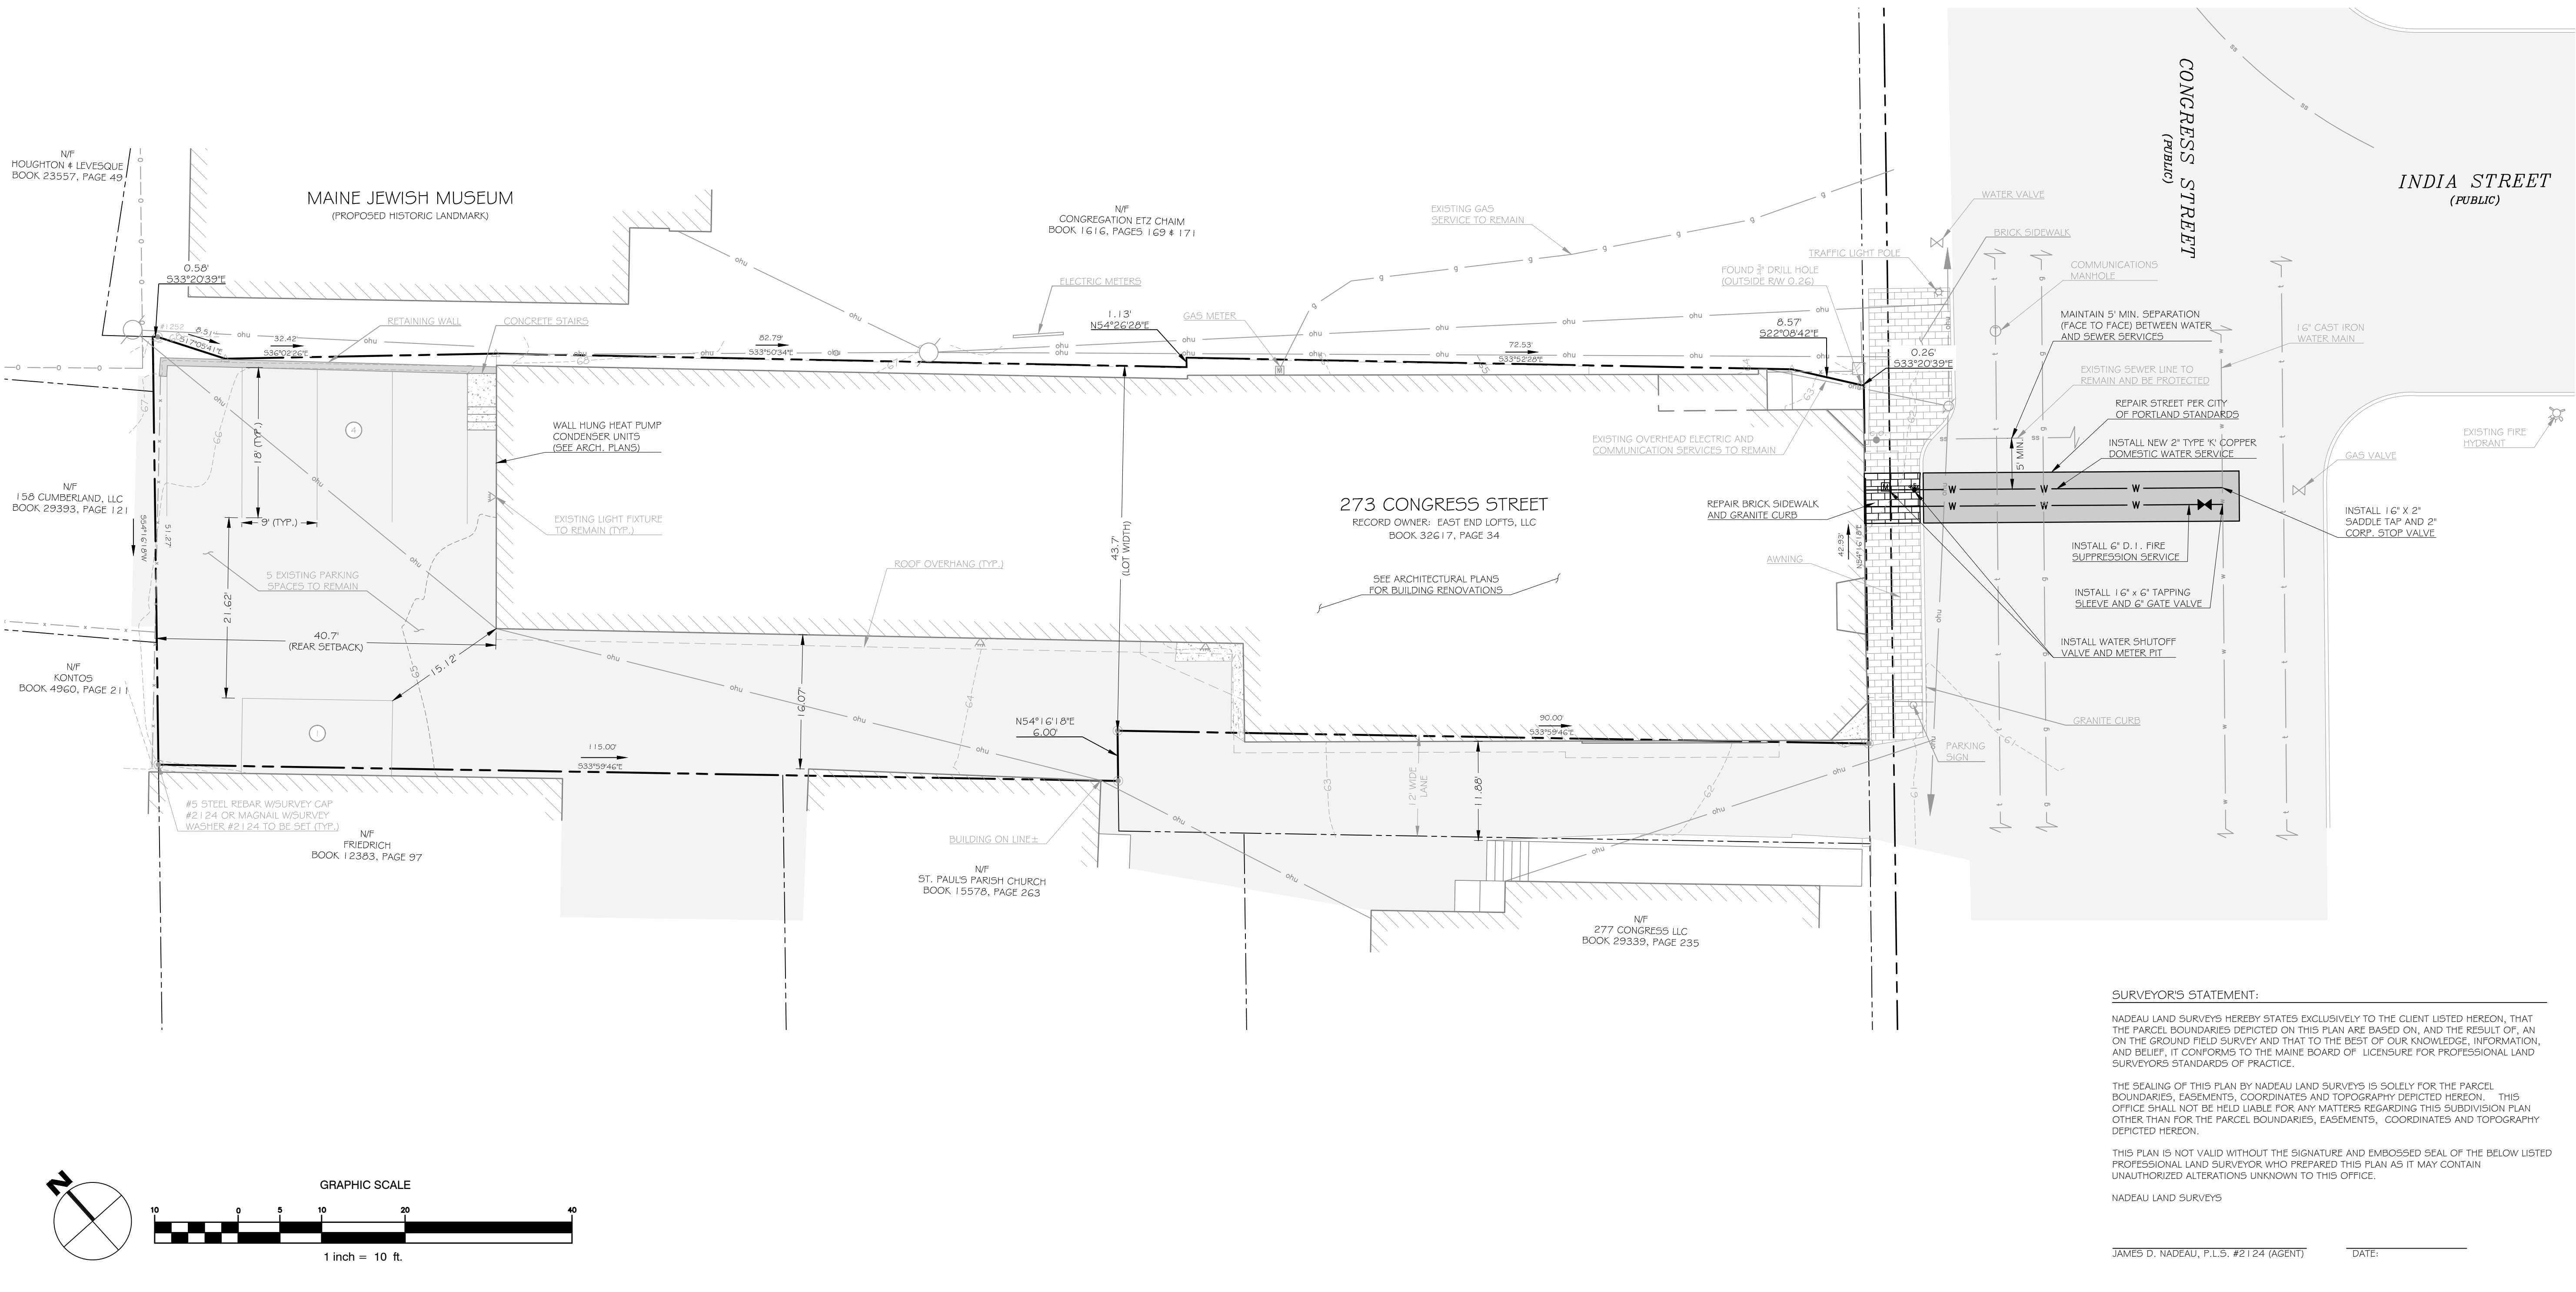 N/F
HOUGHTON & LEVESQUE
BOOK 23557, PAGE 49
MAINE JEWISH MUSEUM
(PROPOSED HISTORIC LANDMARK)
0.58'
S33°20'39"E
#1252
8.51'
S17°05'41"E
32.42'
S36°02'26"E
RETAINING WALL
CONCRETE STAIRS
82.79'
S33°50'34"E
ELECTRIC METERS
N/F
CONGREGATION ETZ CHAIM
BOOK 1616, PAGES 169 & 171
1.13'
N54°26'28"E
GAS METER
EXISTING GAS
SERVICE TO REMAIN
72.53'
S33°52'28"E
FOUND 3/4" DRILL HOLE
(OUTSIDE R/W 0.26)
8.57'
S22°08'42"E
TRAFFIC LIGHT POLE
0.26'
S33°20'39"E
WATER VALVE
BRICK SIDEWALK
CONGRESS STREET
(PUBLIC)
INDIA STREET
(PUBLIC)
COMMUNICATIONS
MANHOLE
MAINTAIN 5' MIN. SEPARATION
(FACE TO FACE) BETWEEN WATER
AND SEWER SERVICES
16" CAST IRON
WATER MAIN
EXISTING SEWER LINE TO
REMAIN AND BE PROTECTED
REPAIR STREET PER CITY
OF PORTLAND STANDARDS
INSTALL NEW 2" TYPE 'K' COPPER
DOMESTIC WATER SERVICE
5' MIN.
EXISTING FIRE
HYDRANT
GAS VALVE
INSTALL 16" X 2"
SADDLE TAP AND 2"
CORP. STOP VALVE
INSTALL 6" D.I. FIRE
SUPPRESSION SERVICE
INSTALL 16" x 6" TAPPING
SLEEVE AND 6" GATE VALVE
INSTALL WATER SHUTOFF
VALVE AND METER PIT
GRANITE CURB
PARKING
SIGN
AWNING
42.93'
N54°16'18"E
REPAIR BRICK SIDEWALK
AND GRANITE CURB
EXISTING OVERHEAD ELECTRIC AND
COMMUNICATION SERVICES TO REMAIN
273 CONGRESS STREET
RECORD OWNER: EAST END LOFTS, LLC
BOOK 32617, PAGE 34
SEE ARCHITECTURAL PLANS
FOR BUILDING RENOVATIONS
43.7'
(LOT WIDTH)
WALL HUNG HEAT PUMP
CONDENSER UNITS
(SEE ARCH. PLANS)
EXISTING LIGHT FIXTURE
TO REMAIN (TYP.)
ROOF OVERHANG (TYP.)
18' (TYP.)
4
9' (TYP.)
N/F
158 CUMBERLAND, LLC
BOOK 29393, PAGE 121
51.27'
S54°16'18"W
5 EXISTING PARKING
SPACES TO REMAIN
21.62'
40.7'
(REAR SETBACK)
15.12'
16.07'
N/F
KONTOS
BOOK 4960, PAGE 211
1
115.00'
S33°59'46"E
N54°16'18"E
6.00'
90.00'
S33°59'46"E
12' WIDE
LANE
11.88'
67
66
65
64
63
62
61
#5 STEEL REBAR W/SURVEY CAP
#2124 OR MAGNAIL W/SURVEY
WASHER #2124 TO BE SET (TYP.)
N/F
FRIEDRICH
BOOK 12383, PAGE 97
BUILDING ON LINE±
N/F
ST. PAUL'S PARISH CHURCH
BOOK 15578, PAGE 263
N/F
277 CONGRESS LLC
BOOK 29339, PAGE 235
SURVEYOR'S STATEMENT:
NADEAU LAND SURVEYS HEREBY STATES EXCLUSIVELY TO THE CLIENT LISTED HEREON, THAT
THE PARCEL BOUNDARIES DEPICTED ON THIS PLAN ARE BASED ON, AND THE RESULT OF, AN
ON THE GROUND FIELD SURVEY AND THAT TO THE BEST OF OUR KNOWLEDGE, INFORMATION,
AND BELIEF, IT CONFORMS TO THE MAINE BOARD OF LICENSURE FOR PROFESSIONAL LAND
SURVEYORS STANDARDS OF PRACTICE.
THE SEALING OF THIS PLAN BY NADEAU LAND SURVEYS IS SOLELY FOR THE PARCEL
BOUNDARIES, EASEMENTS, COORDINATES AND TOPOGRAPHY DEPICTED HEREON. THIS
OFFICE SHALL NOT BE HELD LIABLE FOR ANY MATTERS REGARDING THIS SUBDIVISION PLAN
OTHER THAN FOR THE PARCEL BOUNDARIES, EASEMENTS, COORDINATES AND TOPOGRAPHY
DEPICTED HEREON.
THIS PLAN IS NOT VALID WITHOUT THE SIGNATURE AND EMBOSSED SEAL OF THE BELOW LISTED
PROFESSIONAL LAND SURVEYOR WHO PREPARED THIS PLAN AS IT MAY CONTAIN
UNAUTHORIZED ALTERATIONS UNKNOWN TO THIS OFFICE.
NADEAU LAND SURVEYS
JAMES D. NADEAU, P.L.S. #2124 (AGENT)
DATE:
N
GRAPHIC SCALE
10 0 5 10 20 40
1 inch = 10 ft.